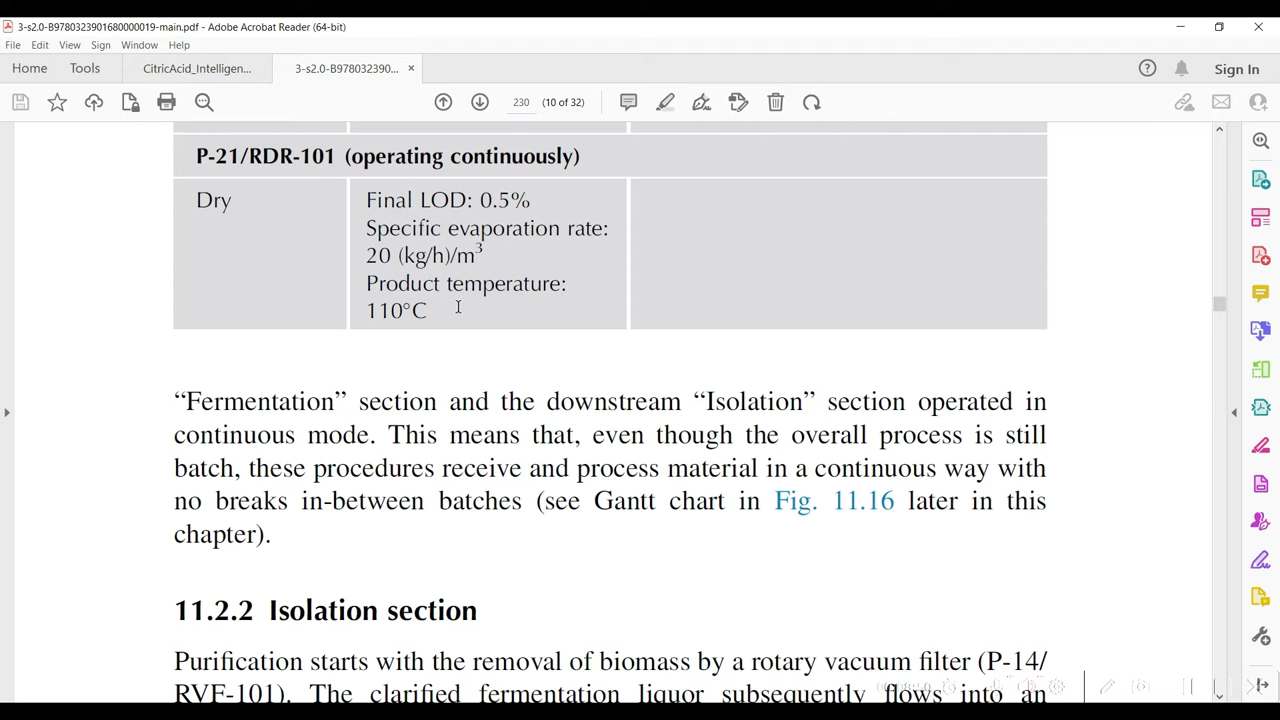 3-s2.0-B9780323901680000019-main.pdf - Adobe Acrobat Reader (64-bit)
File Edit View Sign Window Help
Home Tools CitricAcid_Intelligen... 3-s2.0-B978032390... × Sign In
230 (10 of 32)
P-21/RDR-101 (operating continuously)
Dry Final LOD: 0.5%
Specific evaporation rate:
20 (kg/h)/m³
Product temperature:
110°C
“Fermentation” section and the downstream “Isolation” section operated in
continuous mode. This means that, even though the overall process is still
batch, these procedures receive and process material in a continuous way with
no breaks in-between batches (see Gantt chart in Fig. 11.16 later in this
chapter).
11.2.2 Isolation section
Purification starts with the removal of biomass by a rotary vacuum filter (P-14/
RVF-101). The clarified fermentation liquor subsequently flows into an